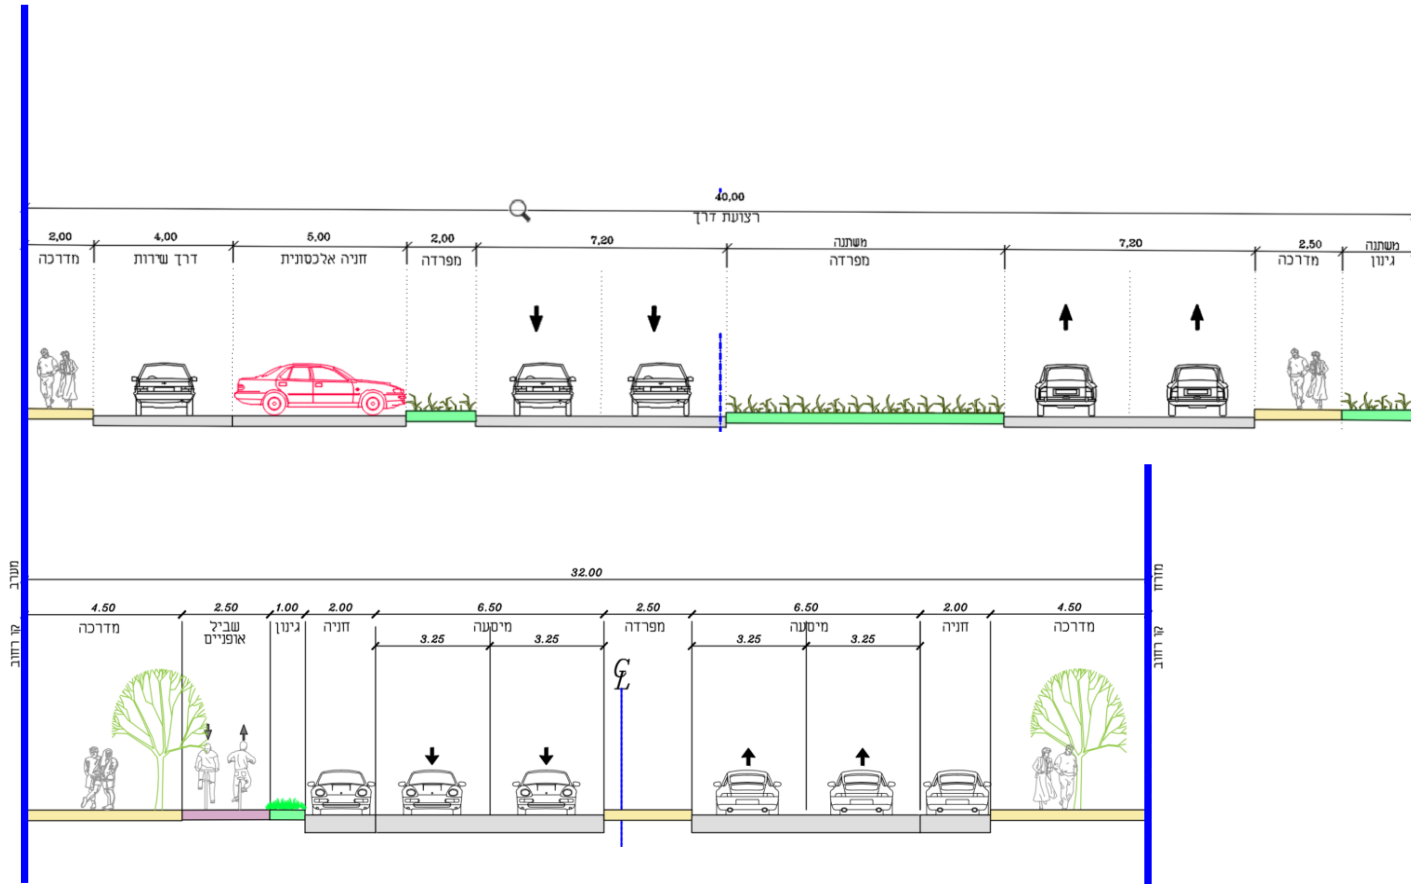 40,00
רצועת דרך
2,00 4,00 5,00 2,00 7,20 משתנה 7,20 2,50 משתנה
מדרכה דרך שירות חניה אלכסונית מפרדה מפרדה מדרכה גינון
32.00
4.50 2.50 1.00 2.00 6.50 2.50 6.50 2.00 4.50
מדרכה שביל גינון חניה מיסעה מפרדה מיסעה חניה מדרכה
אופניים
3.25 3.25 3.25 3.25
CL
מערב
קו רחוב
מזרח
קו רחוב